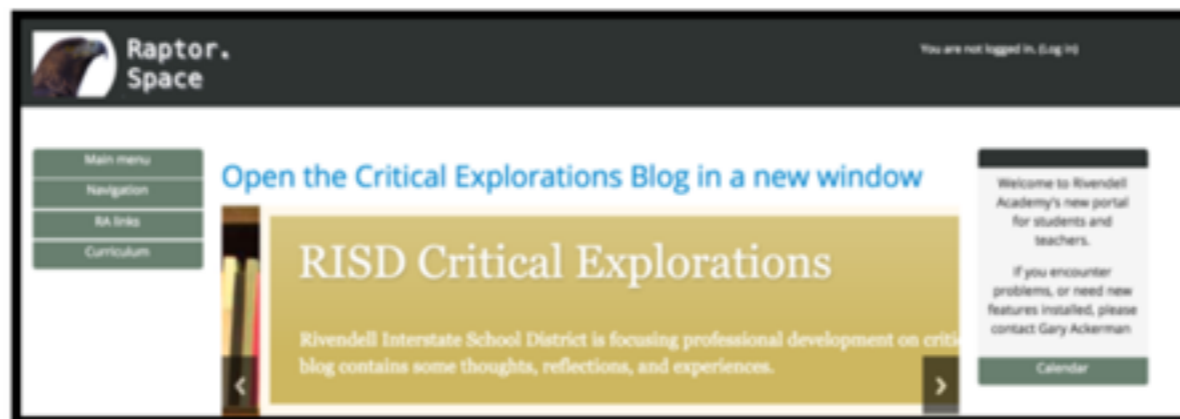 Raptor.
Space
You are not logged in. (Log in)
Main menu
Navigation
RA links
Curriculum
Open the Critical Explorations Blog in a new window
RISD Critical Explorations
Rivendell Interstate School District is focusing professional development on critic
blog contains some thoughts, reflections, and experiences.
Welcome to Rivendell
Academy's new portal
for students and
teachers.
If you encounter
problems, or need new
features installed, please
contact Gary Ackerman
Calendar